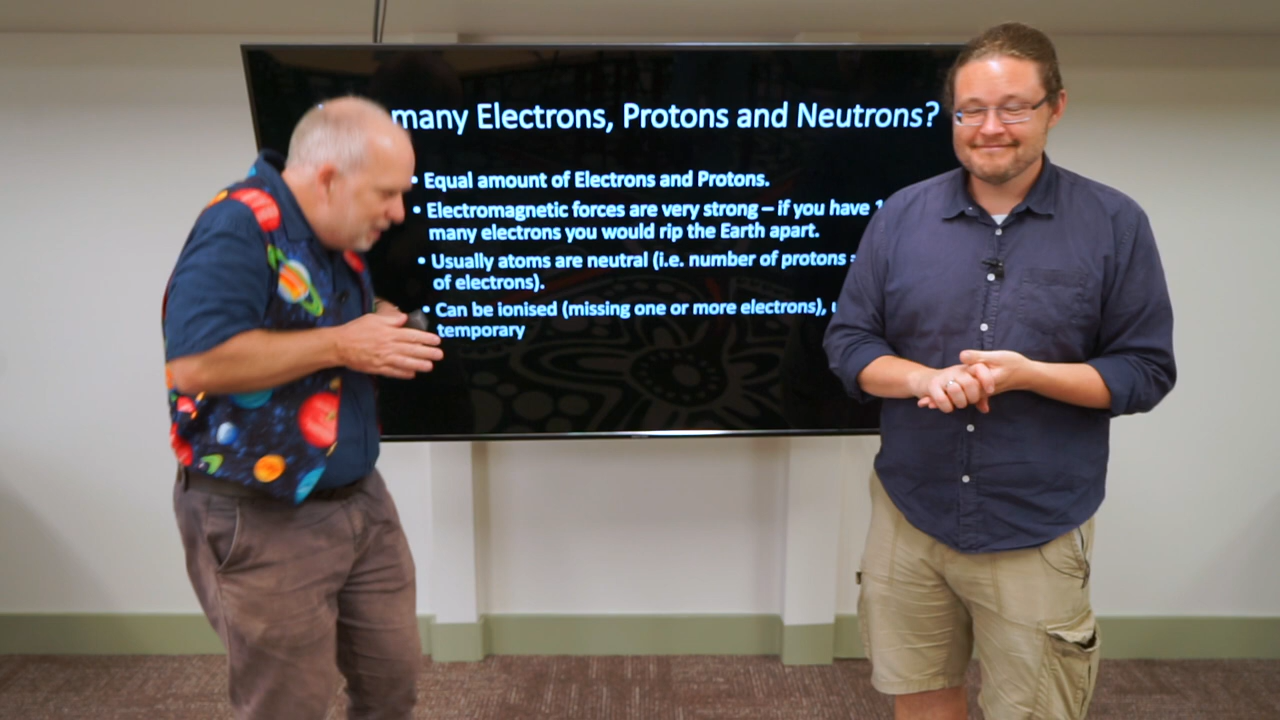 many Electrons, Protons and Neutrons?
• Equal amount of Electrons and Protons.
• Electromagnetic forces are very strong – if you have 1
many electrons you would rip the Earth apart.
• Usually atoms are neutral (i.e. number of protons =
of electrons).
• Can be ionised (missing one or more electrons), u
temporary